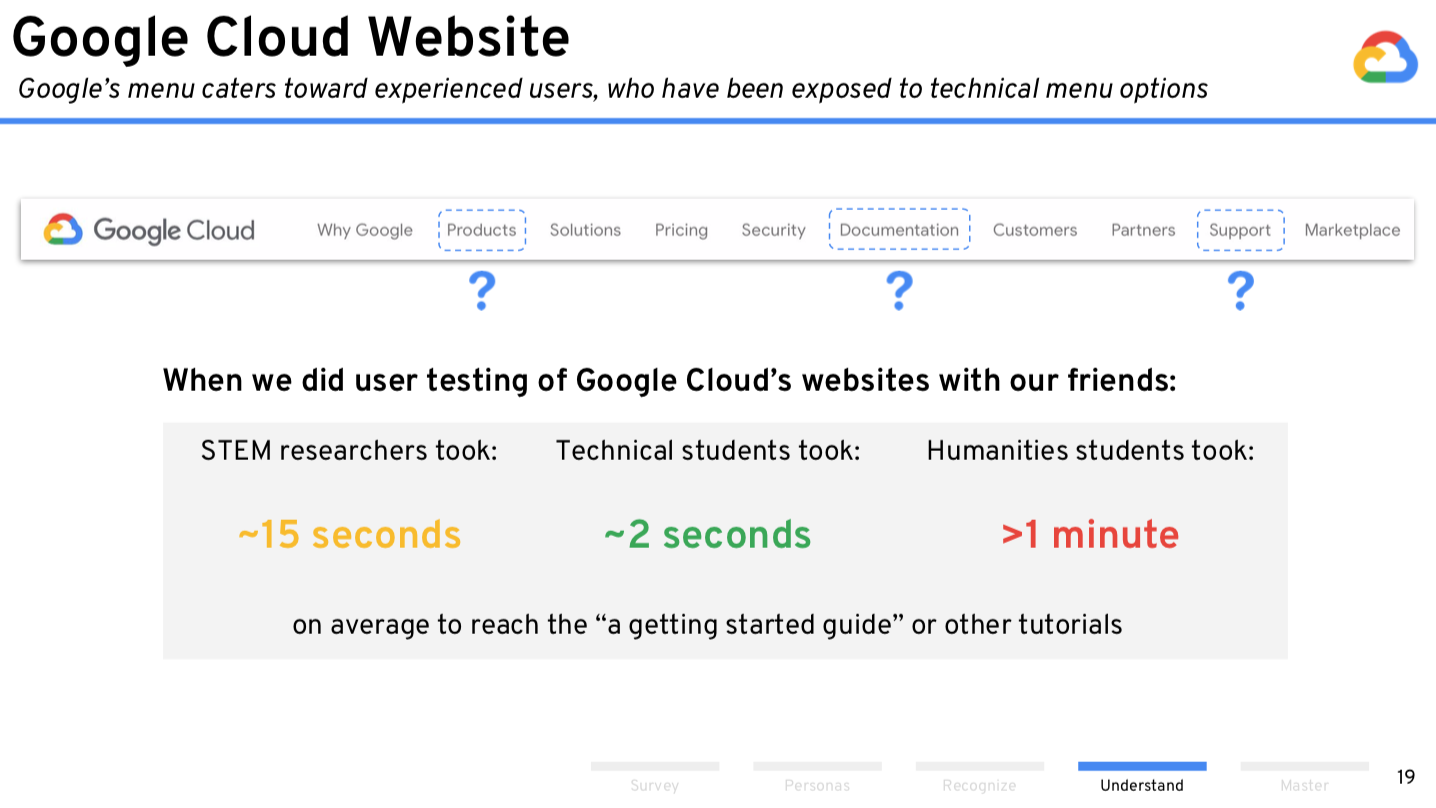 Google Cloud Website
Google’s menu caters toward experienced users, who have been exposed to technical menu options
Google Cloud Why Google Products Solutions Pricing Security Documentation Customers Partners Support Marketplace
? ? ?
When we did user testing of Google Cloud’s websites with our friends:
STEM researchers took: Technical students took: Humanities students took:
~15 seconds ~2 seconds >1 minute
on average to reach the “a getting started guide” or other tutorials
Survey Personas Recognize Understand Master 19